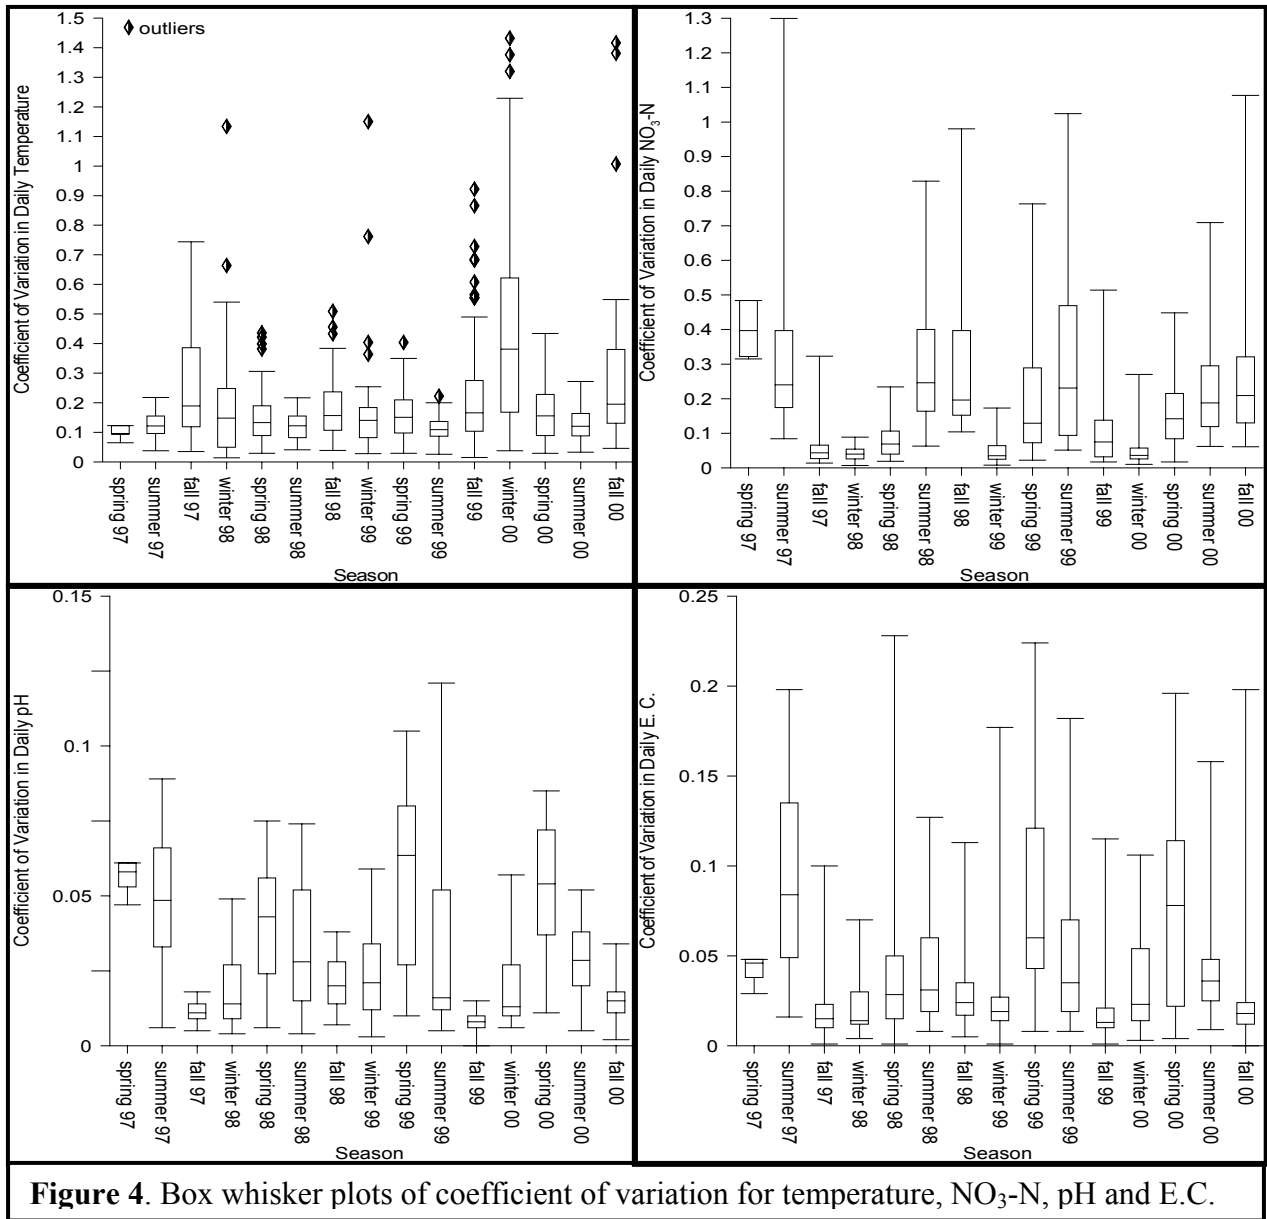 1.5
1.4
1.3
1.2
1.1
1
0.9
0.8
0.7
0.6
0.5
0.4
0.3
0.2
0.1
0
outliers
Coefficient of Variation in Daily Temperature
spring 97
summer 97
fall 97
winter 98
spring 98
summer 98
fall 98
winter 99
spring 99
summer 99
fall 99
winter 00
spring 00
summer 00
fall 00
Season
1.3
1.2
1.1
1
0.9
0.8
0.7
0.6
0.5
0.4
0.3
0.2
0.1
0
Coefficient of Variation in Daily NO₃-N
spring 97
summer 97
fall 97
winter 98
spring 98
summer 98
fall 98
winter 99
spring 99
summer 99
fall 99
winter 00
spring 00
summer 00
fall 00
Season
0.15
0.1
0.05
0
Coefficient of Variation in Daily pH
spring 97
summer 97
fall 97
winter 98
spring 98
summer 98
fall 98
winter 99
spring 99
summer 99
fall 99
winter 00
spring 00
summer 00
fall 00
Season
0.25
0.2
0.15
0.1
0.05
0
Coefficient of Variation in Daily E. C.
spring 97
summer 97
fall 97
winter 98
spring 98
summer 98
fall 98
winter 99
spring 99
summer 99
fall 99
winter 00
spring 00
summer 00
fall 00
Season
Figure 4. Box whisker plots of coefficient of variation for temperature, NO₃-N, pH and E.C.